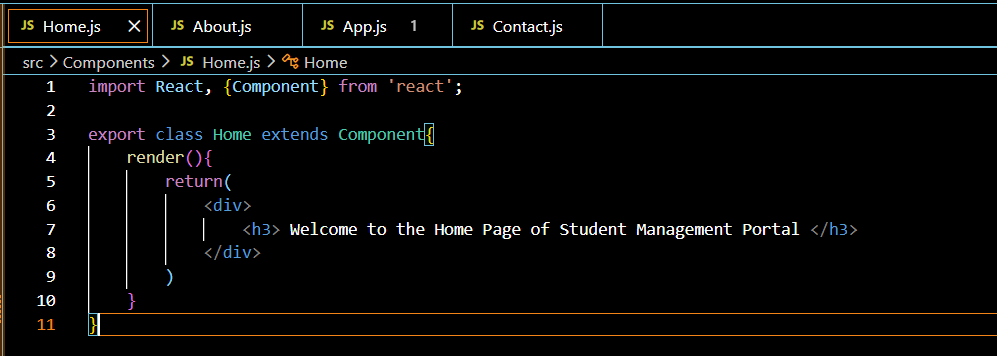 JS Home.js × JS About.js JS App.js 1 JS Contact.js
src > Components > JS Home.js > Home
1 import React, {Component} from 'react';
2
3 export class Home extends Component{
4     render(){
5         return(
6             <div>
7                 <h3> Welcome to the Home Page of Student Management Portal </h3>
8             </div>
9         )
10     }
11 }